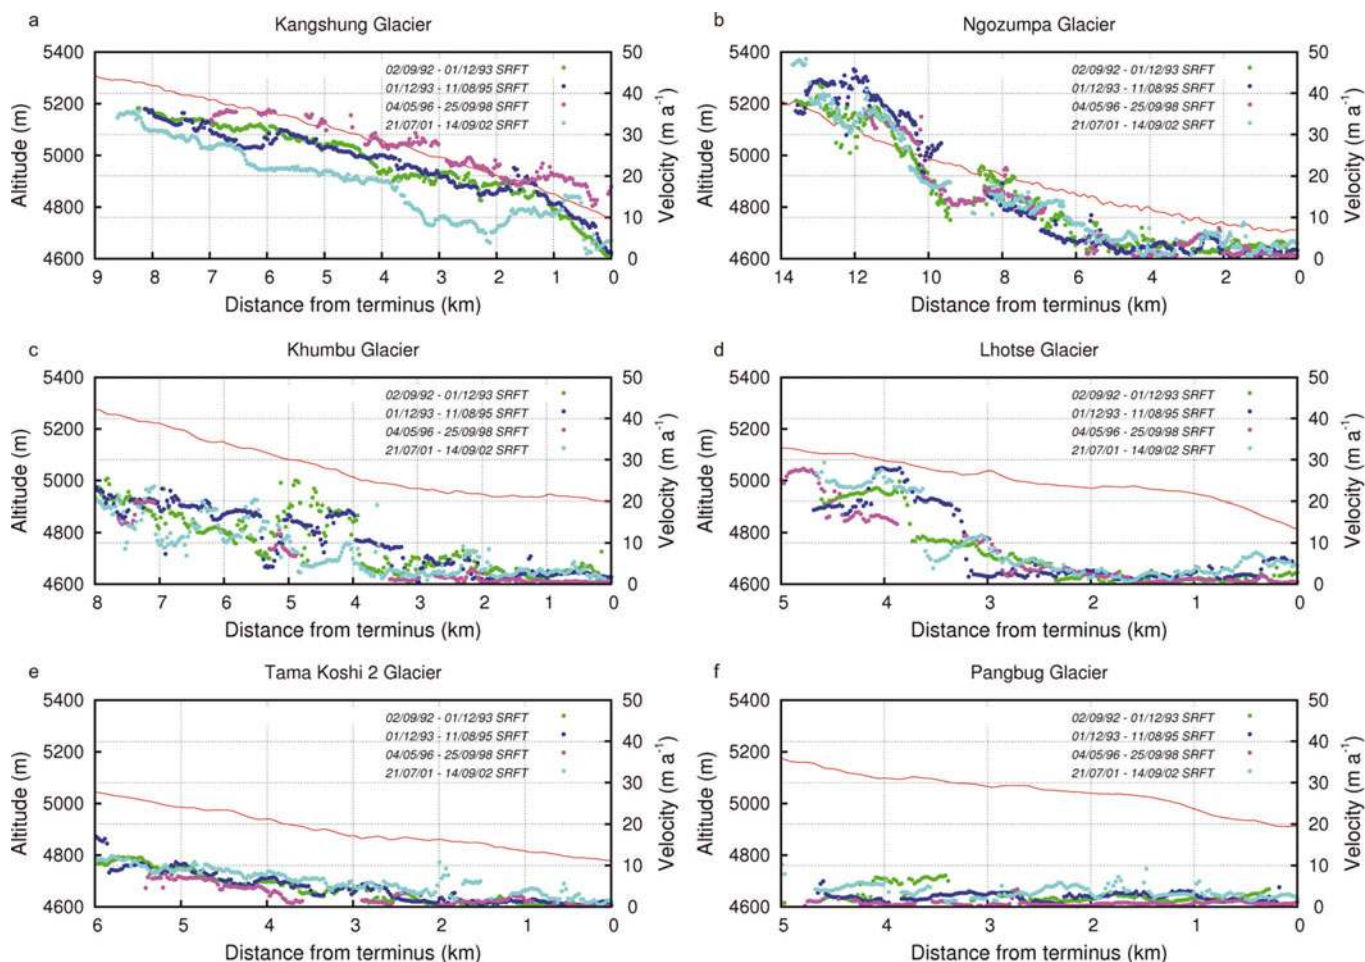 a
Kangshung Glacier
5400
5200
5000
4800
4600
Altitude (m)
50
40
30
20
10
0
Velocity (m a⁻¹)
02/09/92 - 01/12/93 SRFT
01/12/93 - 11/08/95 SRFT
04/05/96 - 25/09/98 SRFT
21/07/01 - 14/09/02 SRFT
9 8 7 6 5 4 3 2 1 0
Distance from terminus (km)
b
Ngozumpa Glacier
5400
5200
5000
4800
4600
Altitude (m)
50
40
30
20
10
0
Velocity (m a⁻¹)
02/09/92 - 01/12/93 SRFT
01/12/93 - 11/08/95 SRFT
04/05/96 - 25/09/98 SRFT
21/07/01 - 14/09/02 SRFT
14 12 10 8 6 4 2 0
Distance from terminus (km)
c
Khumbu Glacier
5400
5200
5000
4800
4600
Altitude (m)
50
40
30
20
10
0
Velocity (m a⁻¹)
02/09/92 - 01/12/93 SRFT
01/12/93 - 11/08/95 SRFT
04/05/96 - 25/09/98 SRFT
21/07/01 - 14/09/02 SRFT
8 7 6 5 4 3 2 1 0
Distance from terminus (km)
d
Lhotse Glacier
5400
5200
5000
4800
4600
Altitude (m)
50
40
30
20
10
0
Velocity (m a⁻¹)
02/09/92 - 01/12/93 SRFT
01/12/93 - 11/08/95 SRFT
04/05/96 - 25/09/98 SRFT
21/07/01 - 14/09/02 SRFT
5 4 3 2 1 0
Distance from terminus (km)
e
Tama Koshi 2 Glacier
5400
5200
5000
4800
4600
Altitude (m)
50
40
30
20
10
0
Velocity (m a⁻¹)
02/09/92 - 01/12/93 SRFT
01/12/93 - 11/08/95 SRFT
04/05/96 - 25/09/98 SRFT
21/07/01 - 14/09/02 SRFT
6 5 4 3 2 1 0
Distance from terminus (km)
f
Pangbug Glacier
5400
5200
5000
4800
4600
Altitude (m)
50
40
30
20
10
0
Velocity (m a⁻¹)
02/09/92 - 01/12/93 SRFT
01/12/93 - 11/08/95 SRFT
04/05/96 - 25/09/98 SRFT
21/07/01 - 14/09/02 SRFT
5 4 3 2 1 0
Distance from terminus (km)